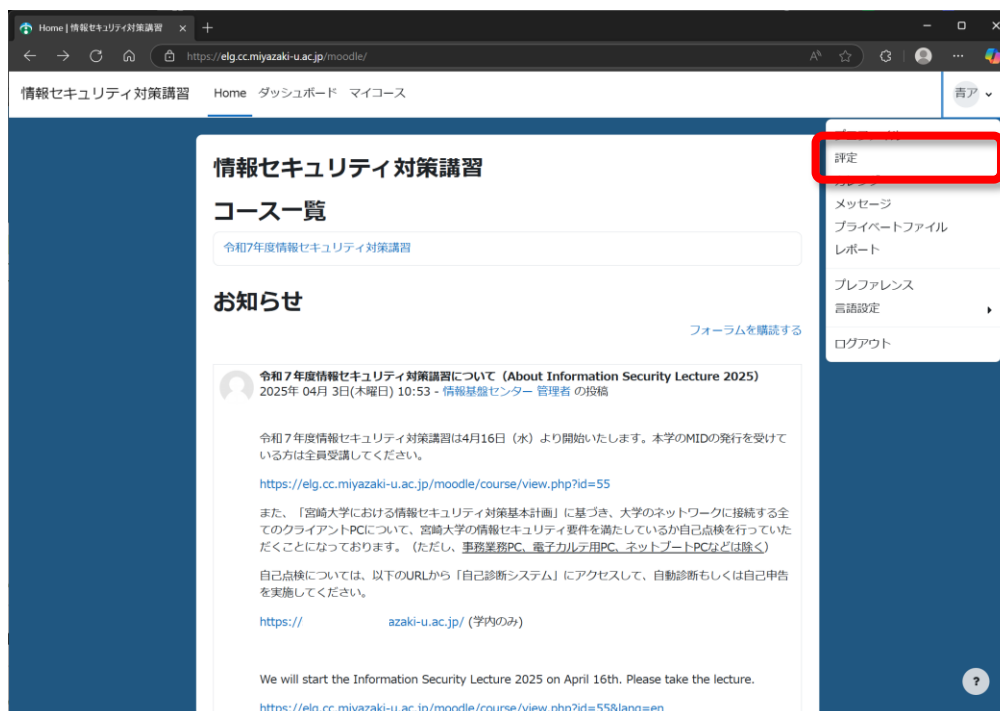 Home | 情報セキュリティ対策講習
https://elg.cc.miyazaki-u.ac.jp/moodle/
情報セキュリティ対策講習 Home ダッシュボード マイコース 青ア
評定
メッセージ
プライベートファイル
レポート
プレファレンス
言語設定
ログアウト
情報セキュリティ対策講習
コース一覧
令和7年度情報セキュリティ対策講習
お知らせ
フォーラムを購読する
令和７年度情報セキュリティ対策講習について（About Information Security Lecture 2025）
2025年 04月 3日(木曜日) 10:53 - 情報基盤センター 管理者 の投稿
令和７年度情報セキュリティ対策講習は4月16日（水）より開始いたします。本学のMIDの発行を受けて
いる方は全員受講してください。
https://elg.cc.miyazaki-u.ac.jp/moodle/course/view.php?id=55
また、「宮崎大学における情報セキュリティ対策基本計画」に基づき、大学のネットワークに接続する全
てのクライアントPCについて、宮崎大学の情報セキュリティ要件を満たしているか自己点検を行っていた
だくことになっております。（ただし、事務業務PC、電子カルテ用PC、ネットブートPCなどは除く）
自己点検については、以下のURLから「自己診断システム」にアクセスして、自動診断もしくは自己申告
を実施してください。
https:// azaki-u.ac.jp/ (学内のみ)
We will start the Information Security Lecture 2025 on April 16th. Please take the lecture.
https://elg.cc.miyazaki-u.ac.jp/moodle/course/view.php?id=55&lang=en
?